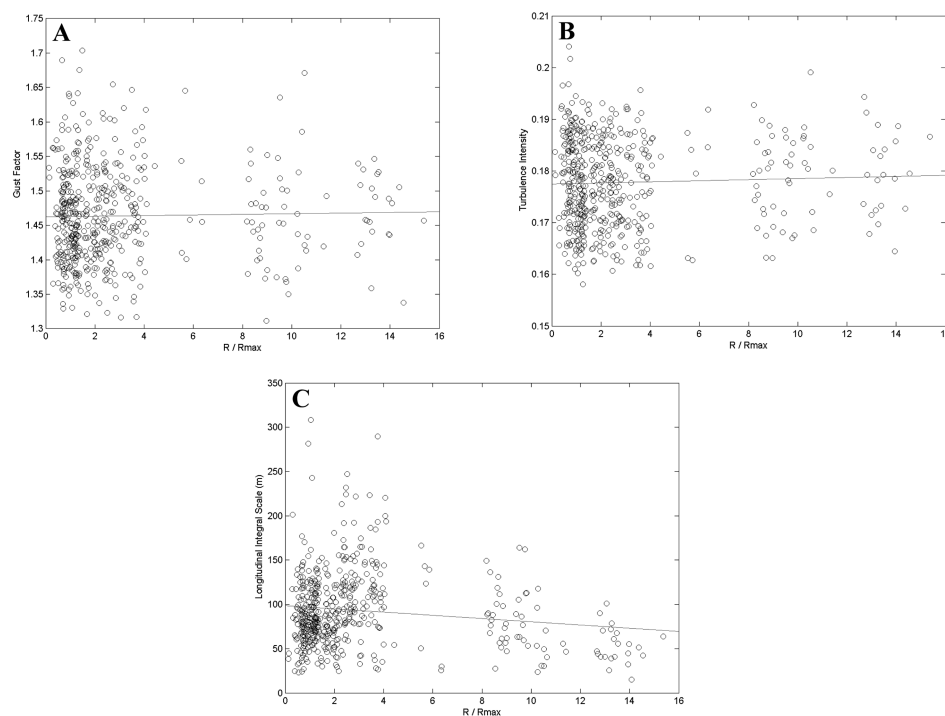 A
1.75
1.7
1.65
1.6
1.55
1.5
1.45
1.4
1.35
1.3
Gust Factor
0 2 4 6 8 10 12 14 16
R / Rmax
B
0.21
0.2
0.19
0.18
0.17
0.16
0.15
Turbulence Intensity
0 2 4 6 8 10 12 14 16
R / Rmax
C
350
300
250
200
150
100
50
0
Longitudinal Integral Scale (m)
0 2 4 6 8 10 12 14 16
R / Rmax